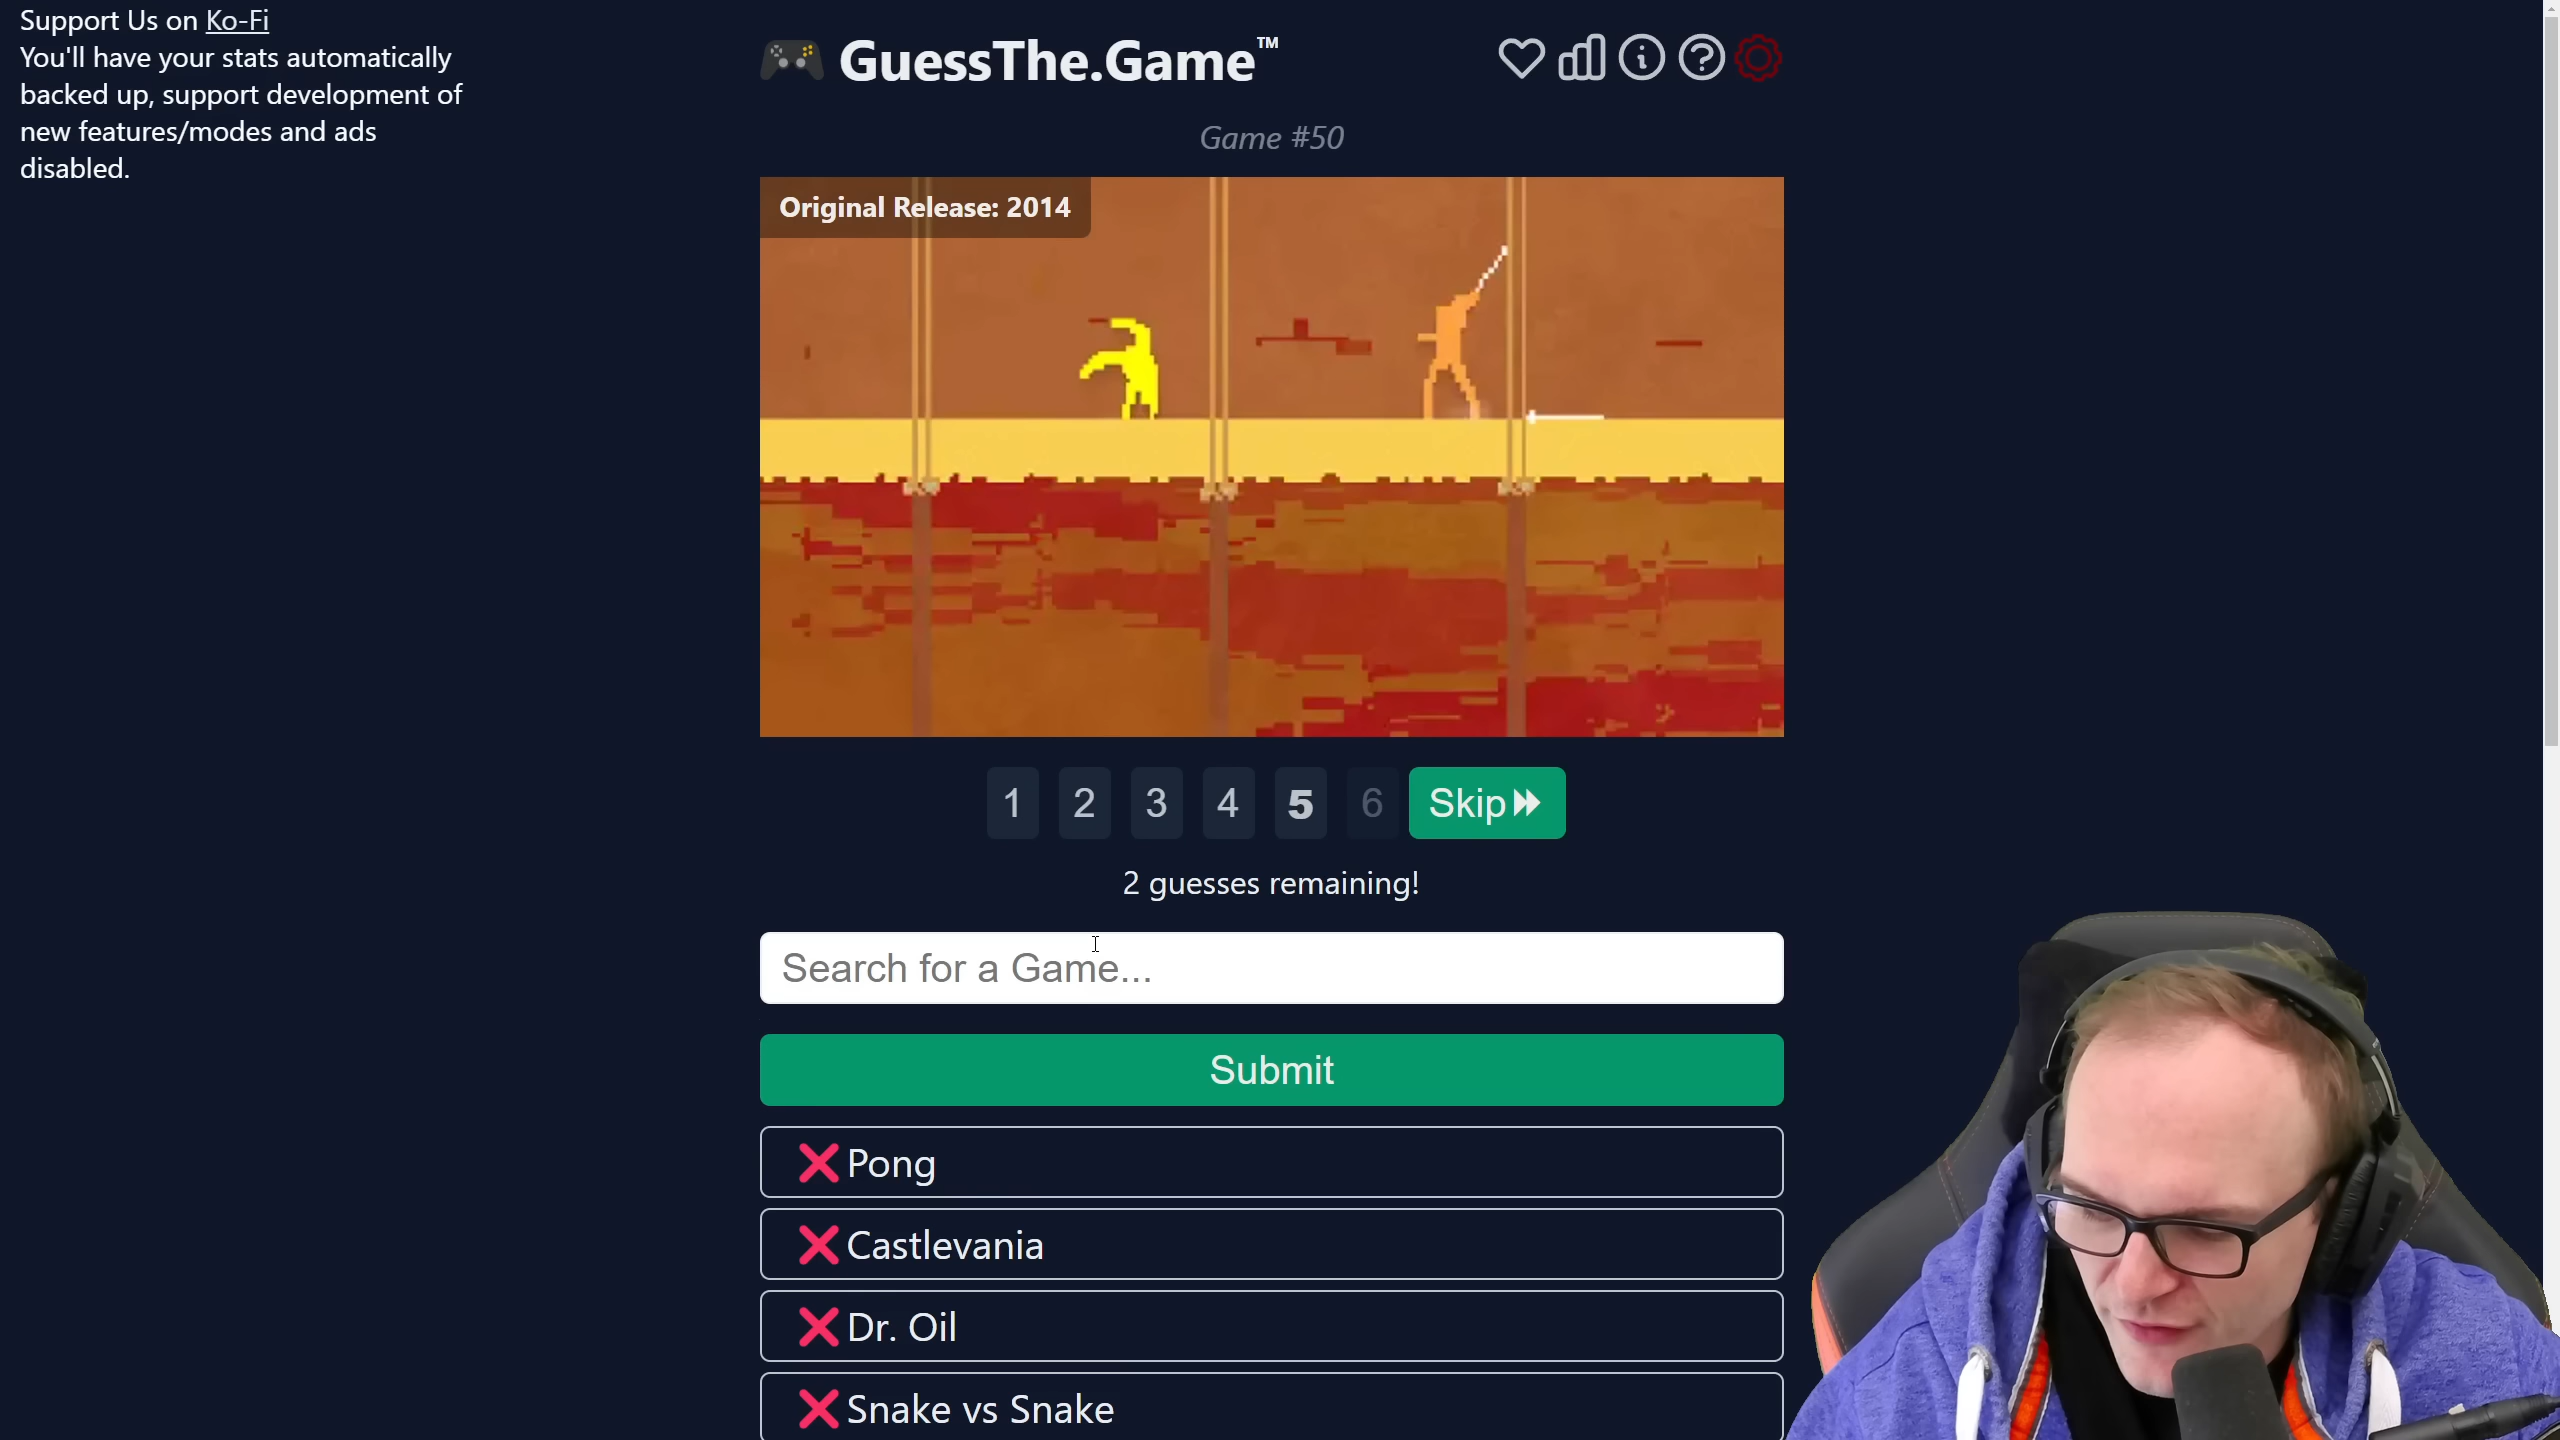 Support Us on Ko-Fi
You'll have your stats automatically
backed up, support development of
new features/modes and ads
disabled.
GuessThe.Game™
Game #50
Original Release: 2014
1 2 3 4 5 6 Skip
2 guesses remaining!
Search for a Game...
Submit
Pong
Castlevania
Dr. Oil
Snake vs Snake